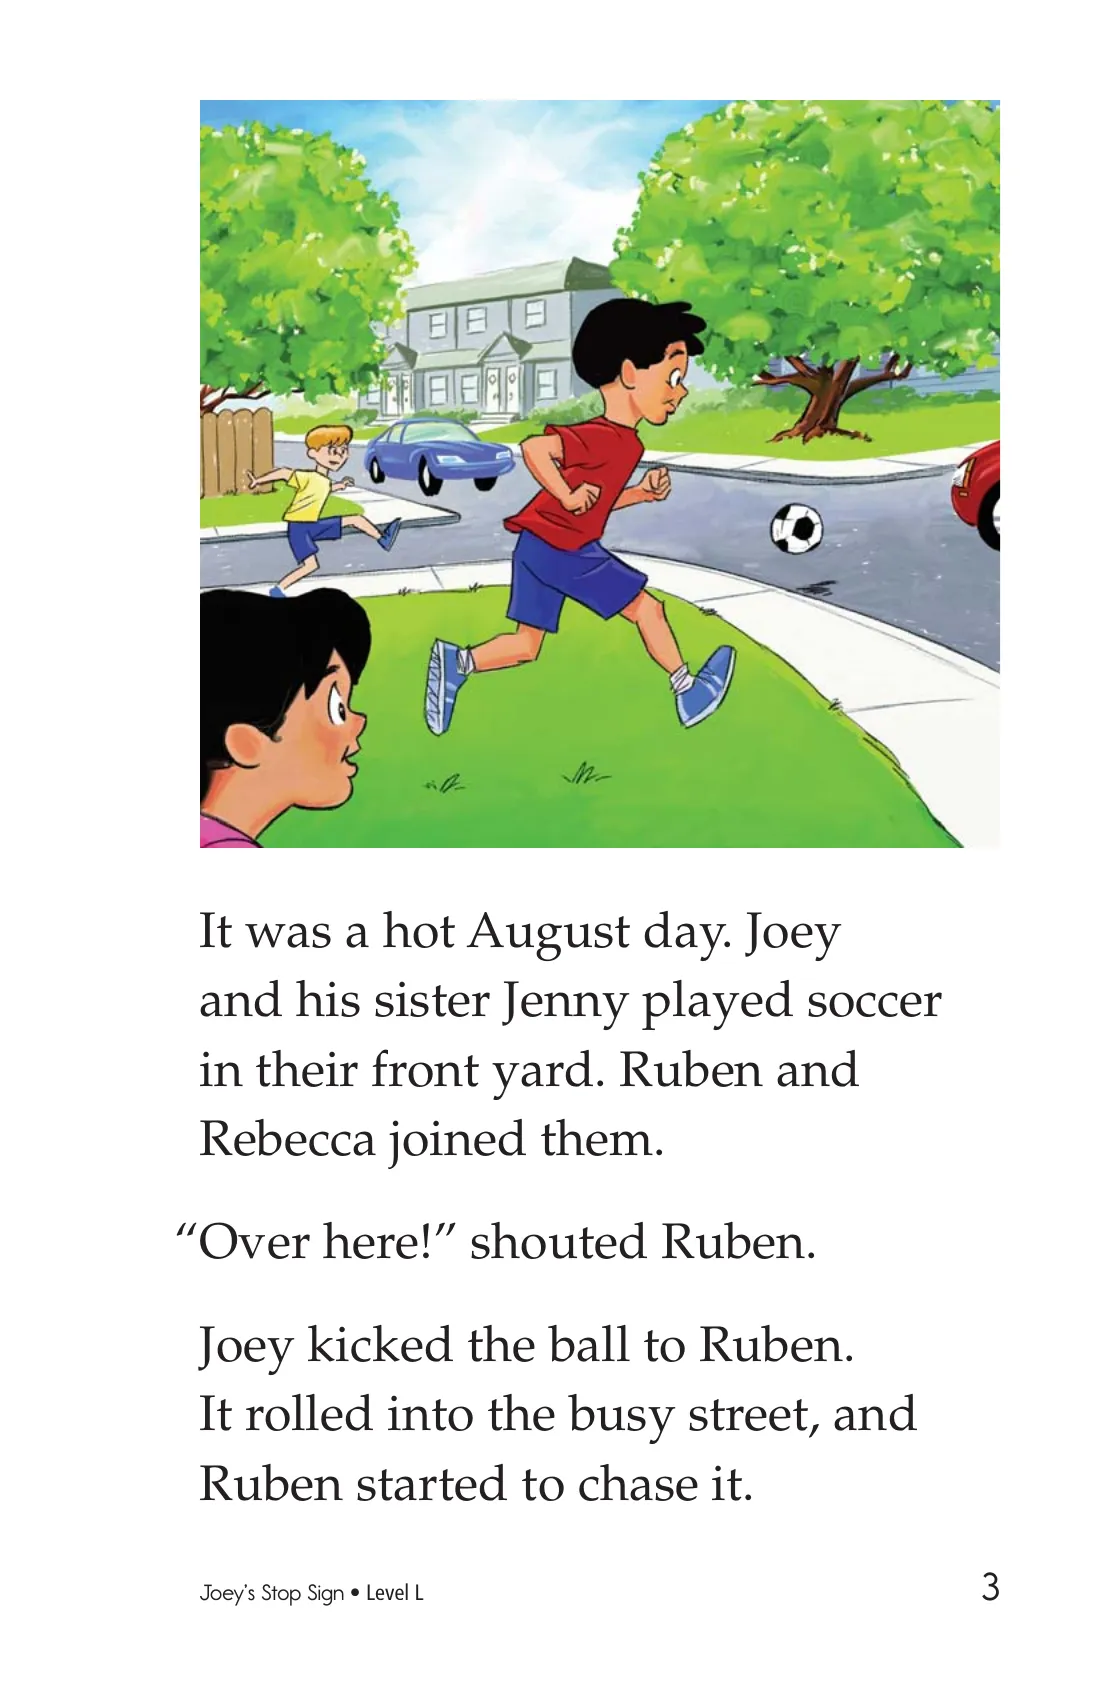 It was a hot August day. Joey
and his sister Jenny played soccer
in their front yard. Ruben and
Rebecca joined them.
“Over here!” shouted Ruben.
Joey kicked the ball to Ruben.
It rolled into the busy street, and
Ruben started to chase it.
Joey’s Stop Sign • Level L
3